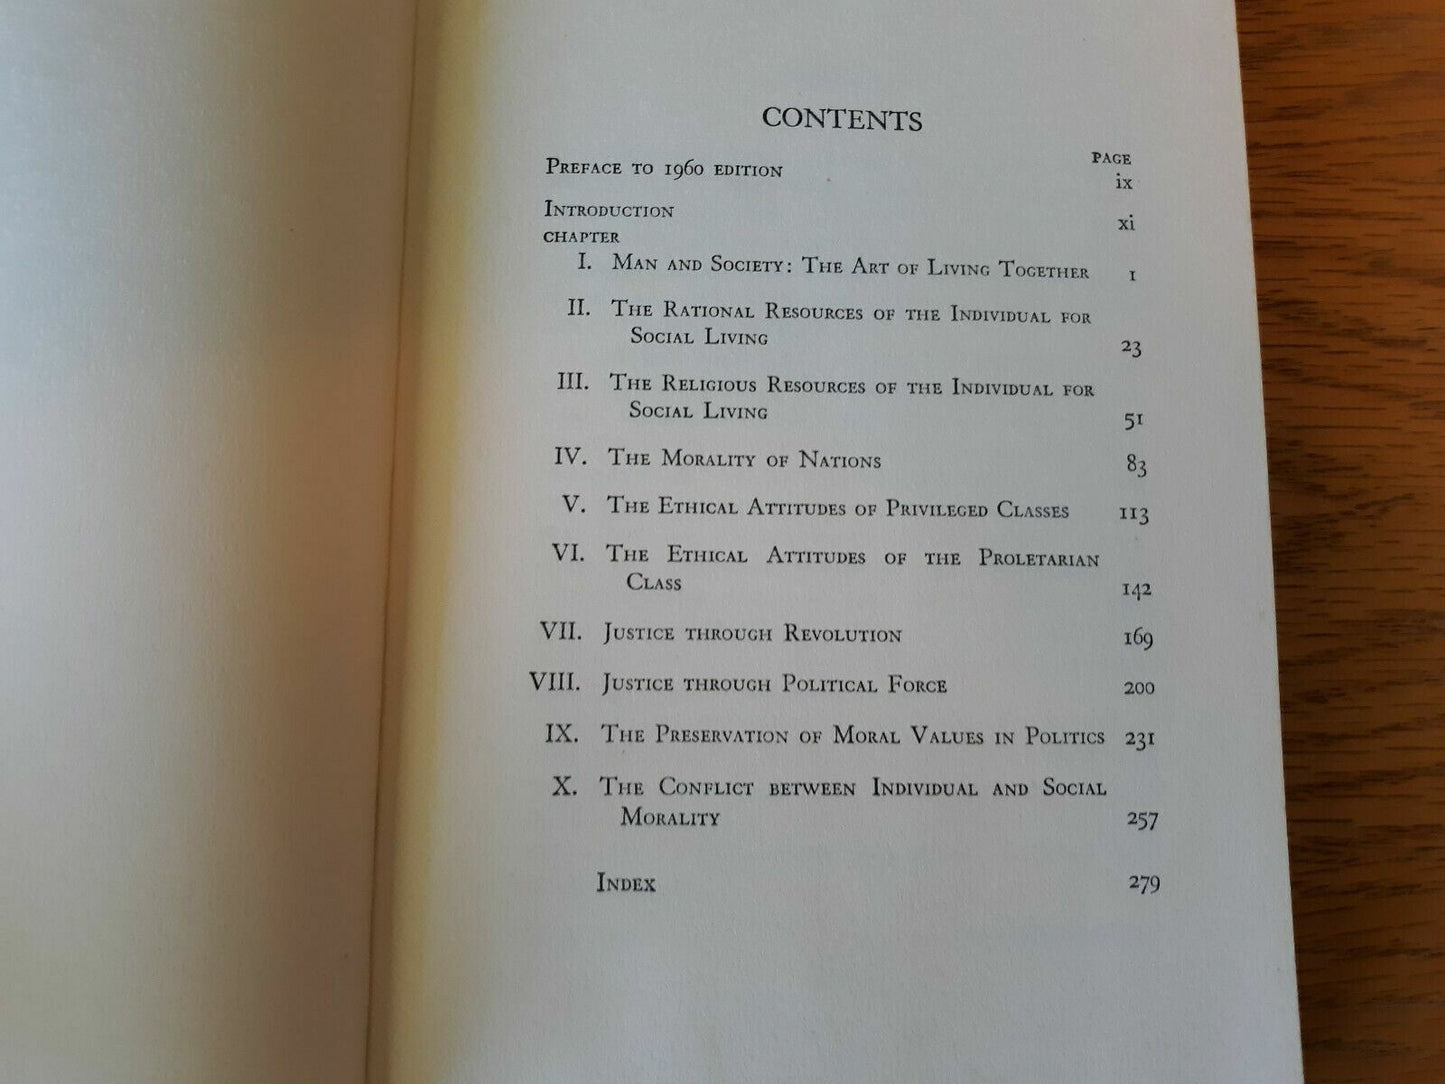 CONTENTS
PAGE
Preface to 1960 edition ix
Introduction xi
CHAPTER
I. Man and Society: The Art of Living Together 1
II. The Rational Resources of the Individual for
Social Living 23
III. The Religious Resources of the Individual for
Social Living 51
IV. The Morality of Nations 83
V. The Ethical Attitudes of Privileged Classes 113
VI. The Ethical Attitudes of the Proletarian
Class 142
VII. Justice through Revolution 169
VIII. Justice through Political Force 200
IX. The Preservation of Moral Values in Politics 231
X. The Conflict between Individual and Social
Morality 257
Index 279